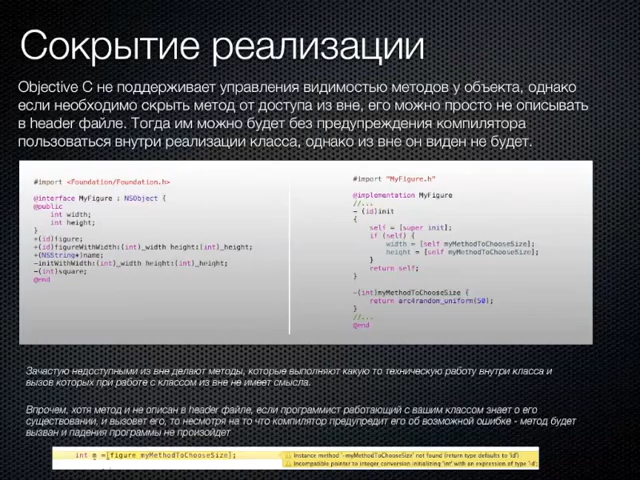 Сокрытие реализации
Objective C не поддерживает управления видимостью методов у объекта, однако
если необходимо скрыть метод от доступа из вне, его можно просто не описывать
в header файле. Тогда им можно будет без предупреждения компилятора
пользоваться внутри реализации класса, однако из вне он виден не будет.
#import <Foundation/Foundation.h>
@interface MyFigure : NSObject {
@public
int width;
int height;
}
+(id)figure;
+(id)figureWithWidth:(int)_width height:(int)_height;
+(NSString*)name;
-initWithWidth:(int)_width height:(int)_height;
-(int)square;
@end
#import "MyFigure.h"
@implementation MyFigure
//...
- (id)init
{
self = [super init];
if (self) {
width = [self myMethodToChooseSize];
height = [self myMethodToChooseSize];
}
return self;
}
-(int)myMethodToChooseSize {
return arc4random_uniform(50);
}
//...
@end
Зачастую недоступными из вне делают методы, которые выполняют какую то техническую работу внутри класса и
вызов которых при работе с классом из вне не имеет смысла.
Впрочем, хотя метод и не описан в header файле, если программист работающий с вашим классом знает о его
существовании, и вызовет его, то несмотря на то что компилятор предупредит его об возможной ошибке - метод будет
вызван и падения программы не произойдет
int m =[figure myMethodToChooseSize];
Instance method '-myMethodToChooseSize' not found (return type defaults to 'id')
Incompatible pointer to integer conversion initializing 'int' with an expression of type 'id';